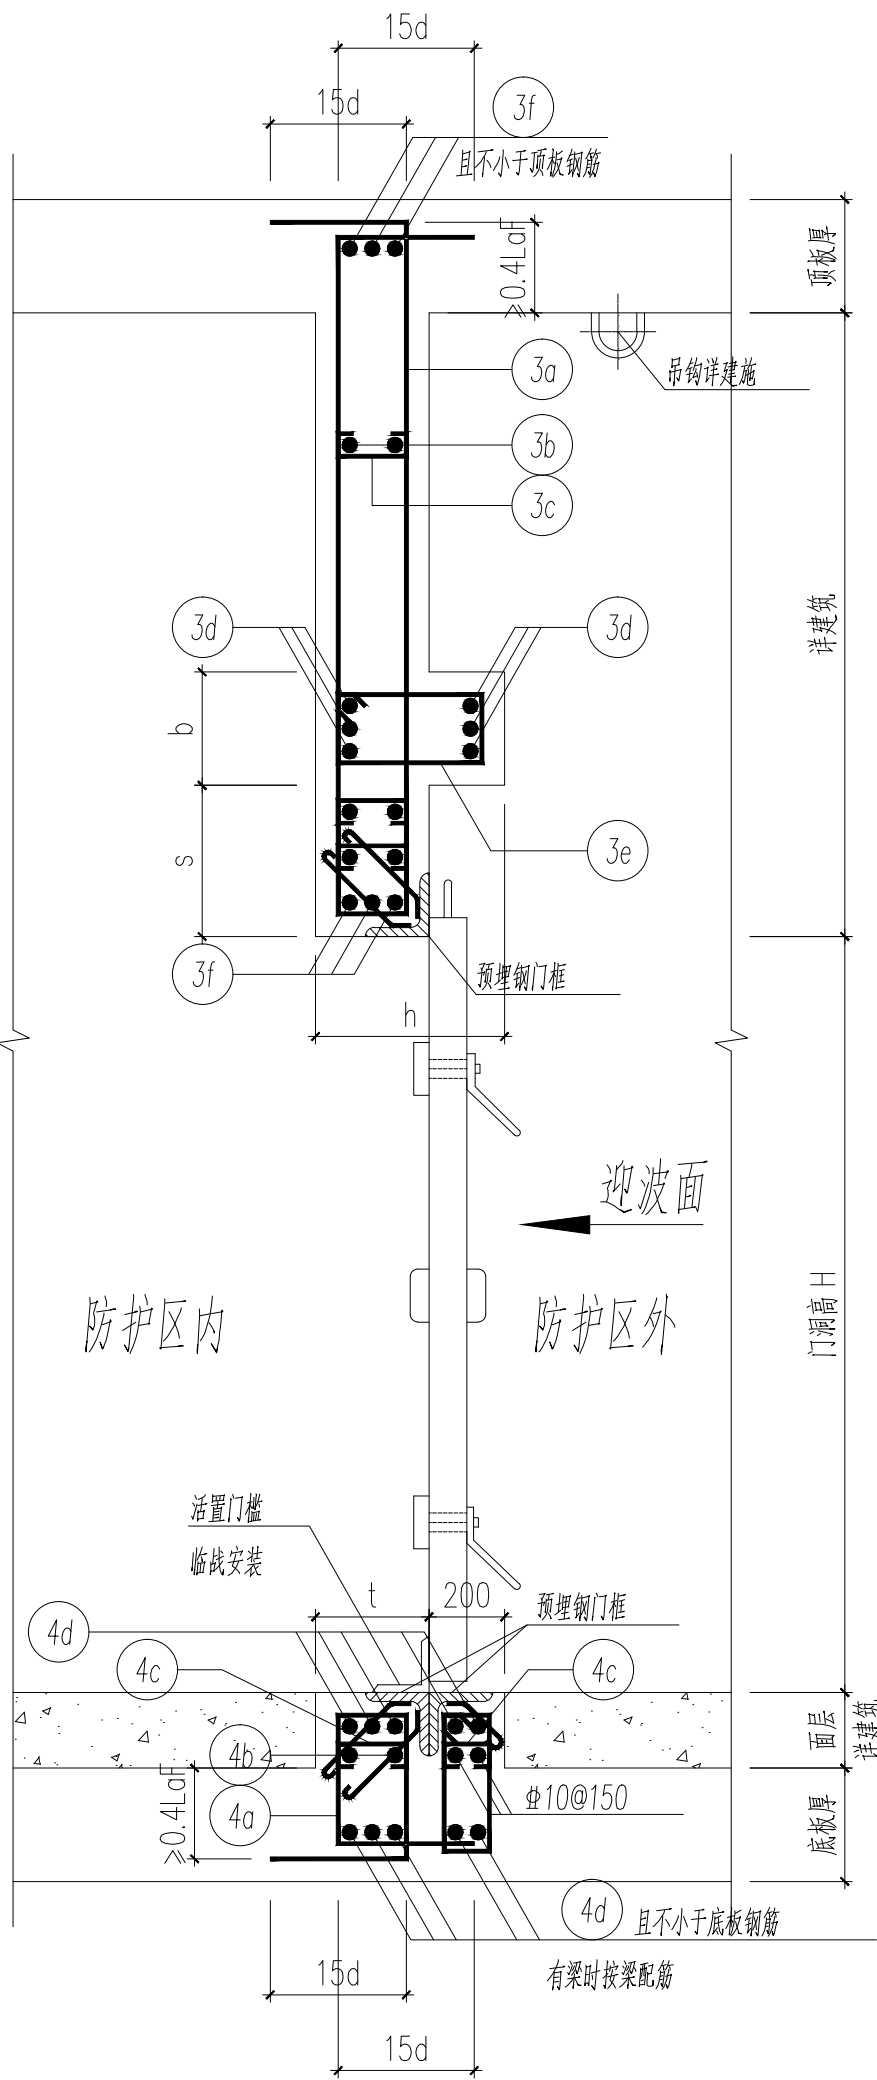 15d
15d
3f
且不小于顶板钢筋
≥0.4LaF
顶板厚
3a
吊钩详建施
3b
3c
详建筑
3d
3d
b
s
3e
3f
预埋钢门框
h
迎波面
防护区内
防护区外
门洞高H
活置门槛
临战安装
t
200
预埋钢门框
4d
4c
4c
面层
详建筑
4b
4a
≥0.4LaF
⌽10@150
底板厚
4d
且不小于底板钢筋
有梁时按梁配筋
15d
15d